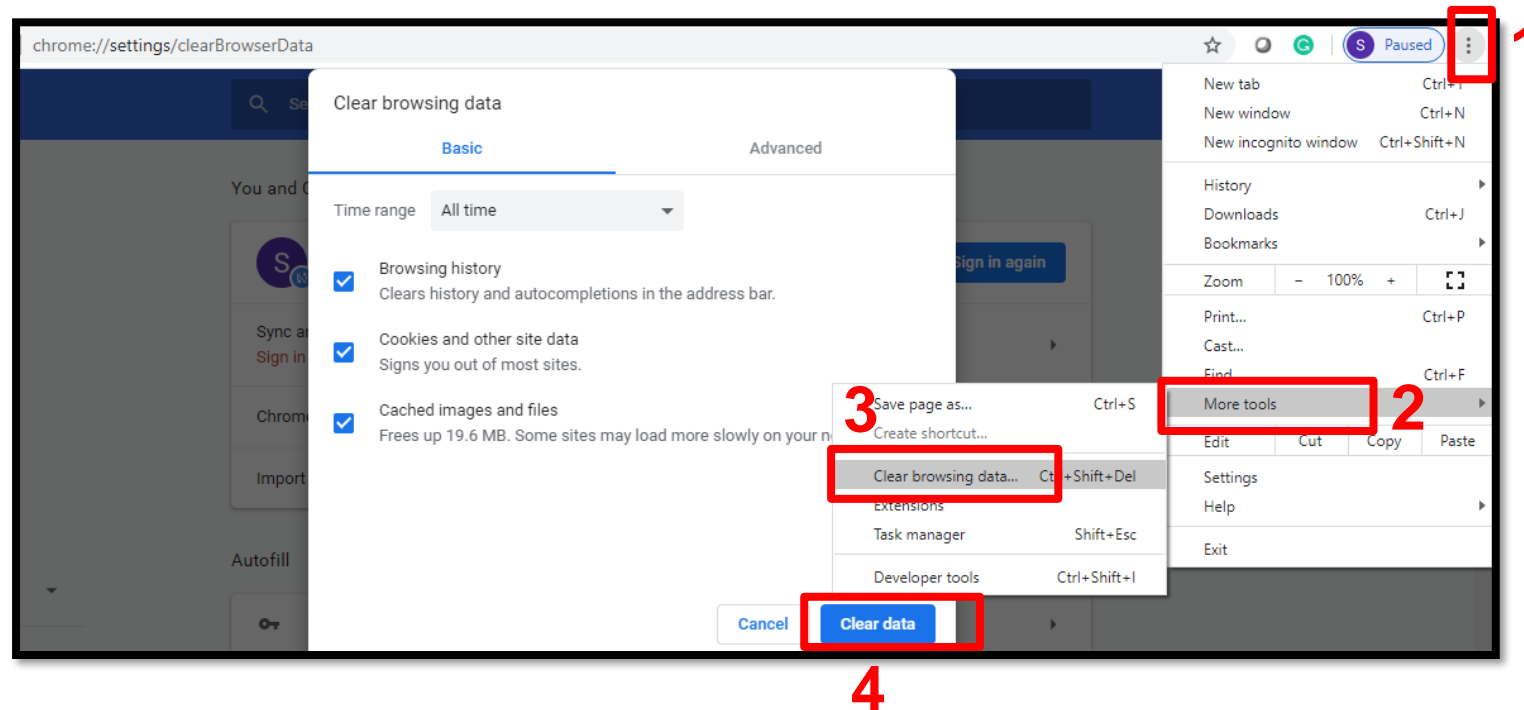 1
chrome://settings/clearBrowserData
S Paused
Se
Clear browsing data
Basic Advanced
You and
Time range All time
S
Sign in again
Browsing history
Clears history and autocompletions in the address bar.
Sync
Sign in
Cookies and other site data
Signs you out of most sites.
Chrome
Cached images and files
Frees up 19.6 MB. Some sites may load more slowly on your
Import
Autofill
Cancel Clear data
4
New tab Ctrl+T
New window Ctrl+N
New incognito window Ctrl+Shift+N
History
Downloads Ctrl+J
Bookmarks
Zoom - 100% +
Print... Ctrl+P
Cast...
Find... Ctrl+F
More tools 2
Edit Cut Copy Paste
Settings
Help
Exit
3
Save page as... Ctrl+S
Create shortcut...
Clear browsing data... Ctrl+Shift+Del
Extensions
Task manager Shift+Esc
Developer tools Ctrl+Shift+I